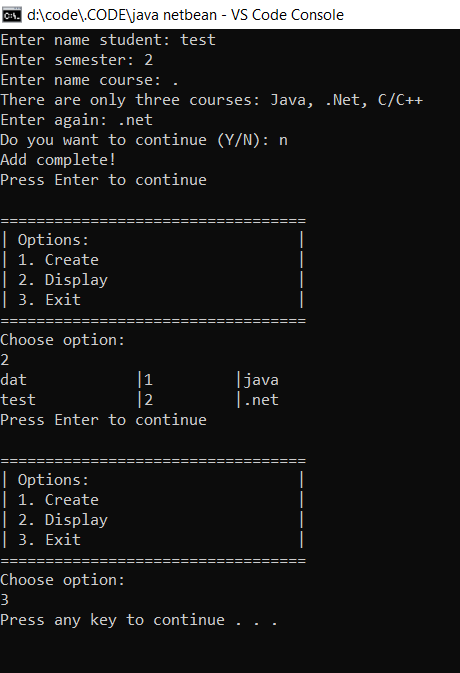 d:\code\.CODE\java netbean - VS Code Console
Enter name student: test
Enter semester: 2
Enter name course: .
There are only three courses: Java, .Net, C/C++
Enter again: .net
Do you want to continue (Y/N): n
Add complete!
Press Enter to continue
==================================
| Options:                       |
| 1. Create                      |
| 2. Display                     |
| 3. Exit                        |
==================================
Choose option:
2
dat            |1         |java
test           |2         |.net
Press Enter to continue
==================================
| Options:                       |
| 1. Create                      |
| 2. Display                     |
| 3. Exit                        |
==================================
Choose option:
3
Press any key to continue . . .